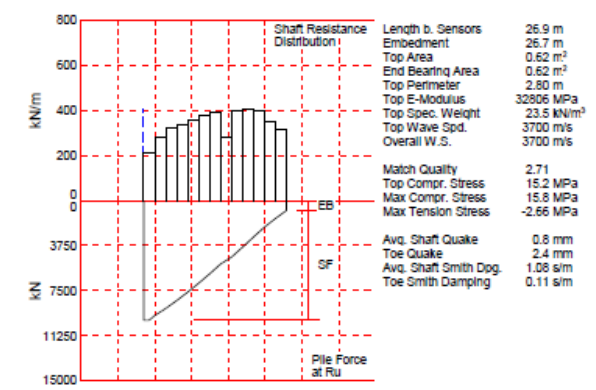 800
600
400
200
0
kN/m
Shaft Resistance
Distribution
0
3750
7500
11250
15000
kN
EB
SF
Pile Force
at Ru
Length b. Sensors 26.9 m
Embedment 26.7 m
Top Area 0.62 m²
End Bearing Area 0.62 m²
Top Perimeter 2.80 m
Top E-Modulus 32806 MPa
Top Spec. Weight 23.5 kN/m³
Top Wave Spd. 3700 m/s
Overall W.S. 3700 m/s
Match Quality 2.71
Top Compr. Stress 15.2 MPa
Max Compr. Stress 15.8 MPa
Max Tension Stress -2.66 MPa
Avg. Shaft Quake 0.8 mm
Toe Quake 2.4 mm
Avg. Shaft Smith Dpg. 1.08 s/m
Toe Smith Damping 0.11 s/m